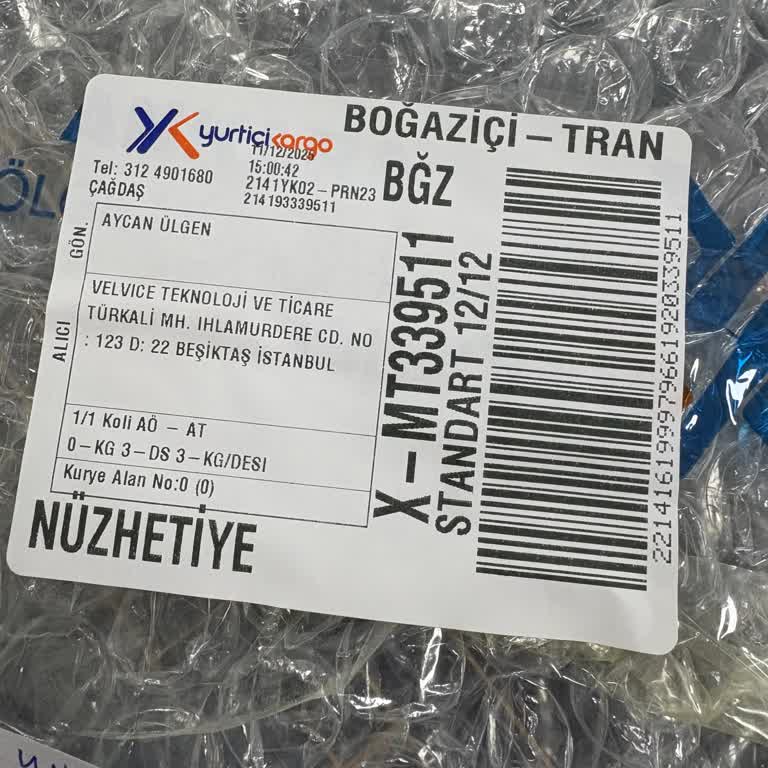 yurtiçi kargo
BOĞAZİÇİ – TRAN
11/12/2025
Tel: 312 4901680
15:00:42
ÇAĞDAŞ
2141YK02 – PRN23
BĞZ
214193339511
GÖN.
AYCAN ÜLGEN
ALICI
VELVICE TEKNOLOJİ VE TİCARE
TÜRKALİ MH. IHLAMURDERE CD. NO
: 123 D: 22 BEŞİKTAŞ İSTANBUL
1/1 Koli AÖ – AT
0–KG 3–DS 3–KG/DESI
Kurye Alan No:0 (0)
NÜZHETİYE
X–MT339511
STANDART 12/12
221416199979661920339511